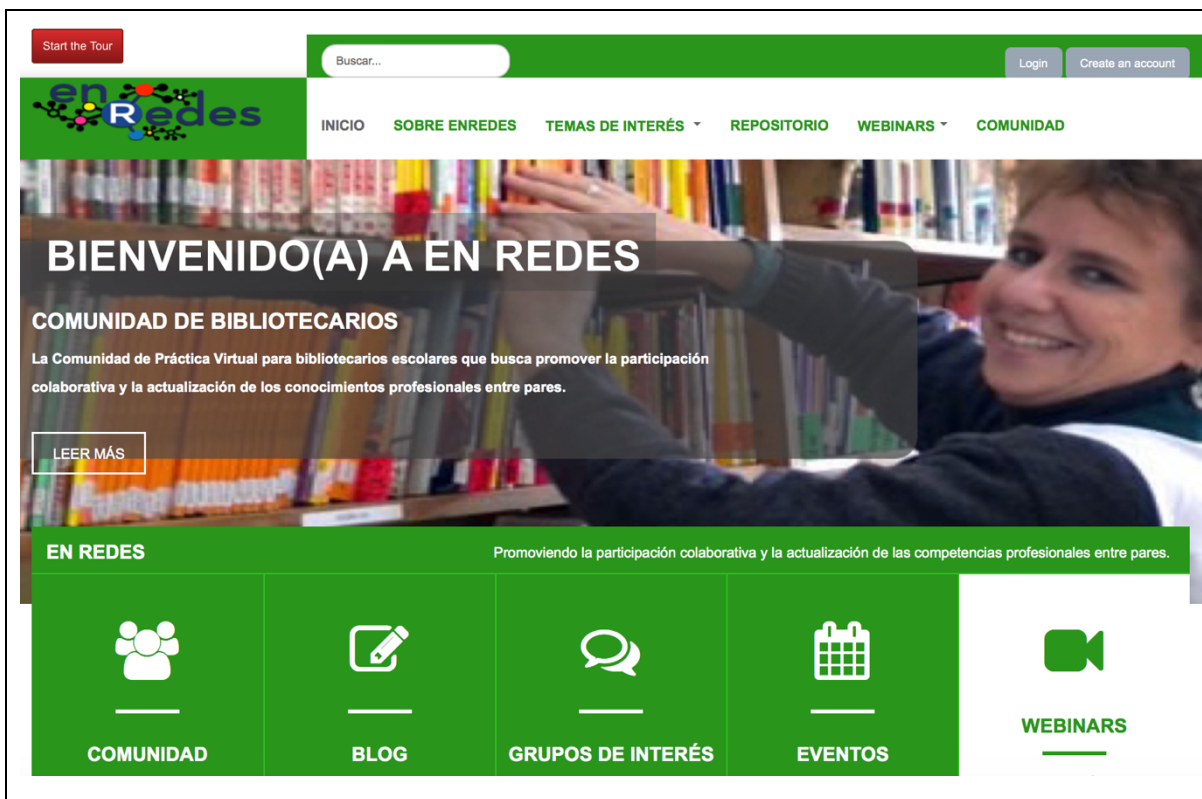 Start the Tour
Buscar...
Login
Create an account
en Redes
INICIO
SOBRE ENREDES
TEMAS DE INTERÉS
REPOSITORIO
WEBINARS
COMUNIDAD
BIENVENIDO(A) A EN REDES
COMUNIDAD DE BIBLIOTECARIOS
La Comunidad de Práctica Virtual para bibliotecarios escolares que busca promover la participación
colaborativa y la actualización de los conocimientos profesionales entre pares.
LEER MÁS
EN REDES
Promoviendo la participación colaborativa y la actualización de las competencias profesionales entre pares.
COMUNIDAD
BLOG
GRUPOS DE INTERÉS
EVENTOS
WEBINARS